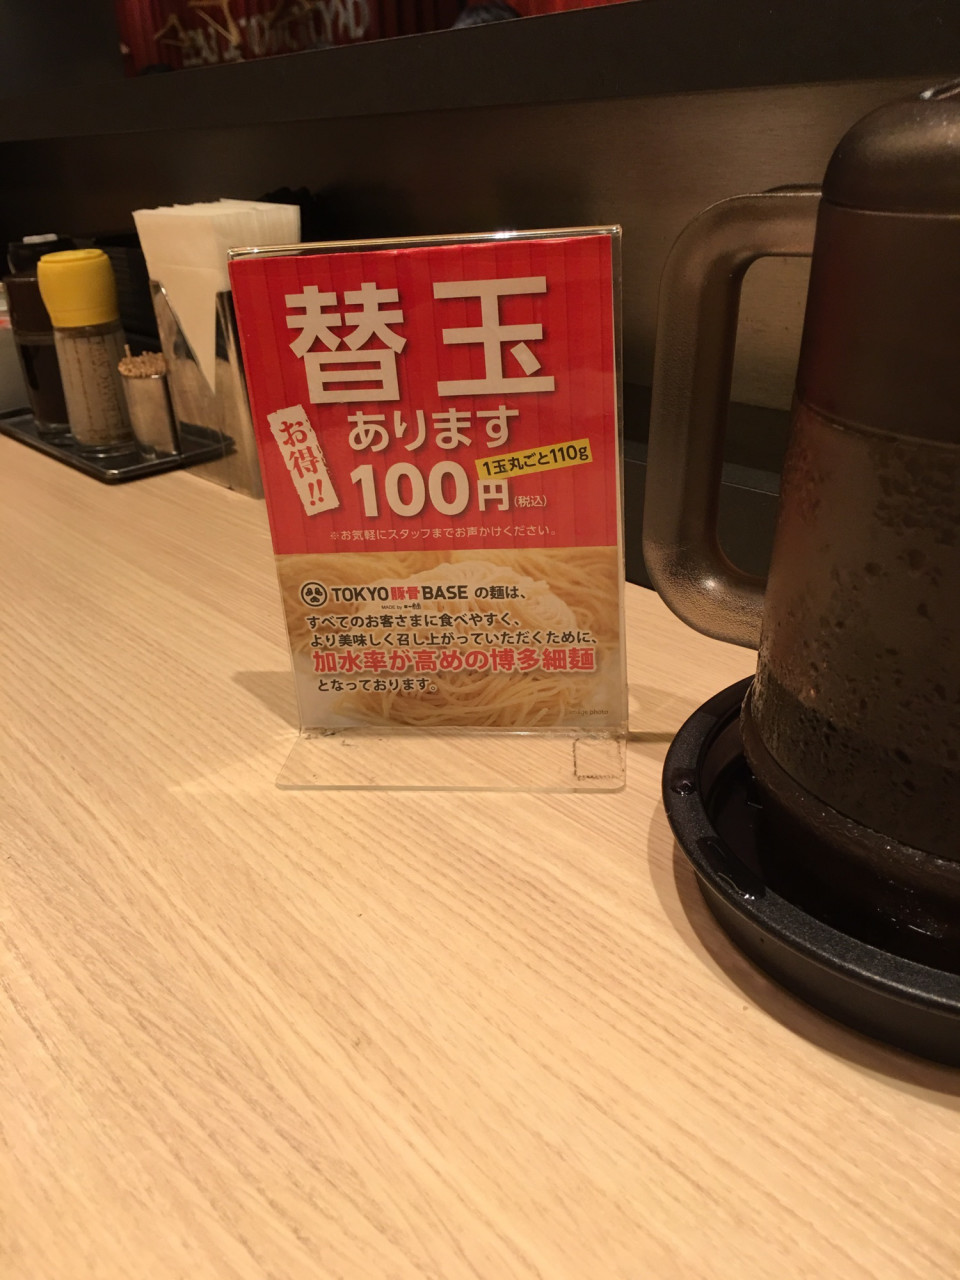 替玉
あります
お得!!
1玉丸ごと110g
100円(税込)
※お気軽にスタッフまでお声かけください。
TOKYO豚骨BASE の麺は、
MADE by 一風堂
すべてのお客さまに食べやすく、
より美味しく召し上がっていただくために、
加水率が高めの博多細麺
となっております。